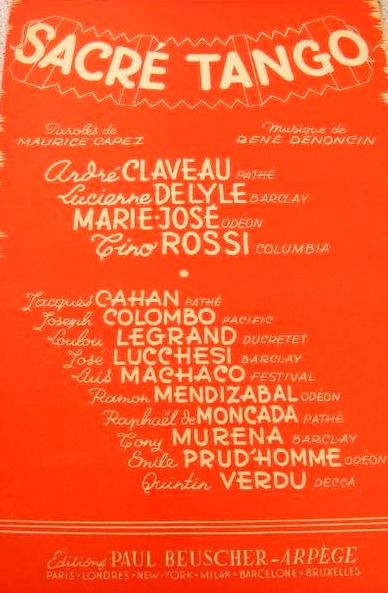 SACRÉ TANGO
Paroles de
MAURICE CAPEZ
Musique de
RENÉ DENONCIN
André CLAVEAU PATHÉ
Lucienne DELYLE BARCLAY
MARIE-JOSÉ ODÉON
Tino ROSSI COLUMBIA
Jacques CAHAN PATHÉ
Joseph COLOMBO PACIFIC
Loulou LEGRAND DUCRETET
José LUCCHESI BARCLAY
Luis MACHACO FESTIVAL
Ramon MENDIZABAL ODÉON
Raphaël de MONCADA PATHÉ
Tony MURENA BARCLAY
Emile PRUD'HOMME ODÉON
Quintin VERDU DECCA
Editions PAUL BEUSCHER-ARPÈGE
PARIS • LONDRES • NEW-YORK • MILAN • BARCELONE • BRUXELLES